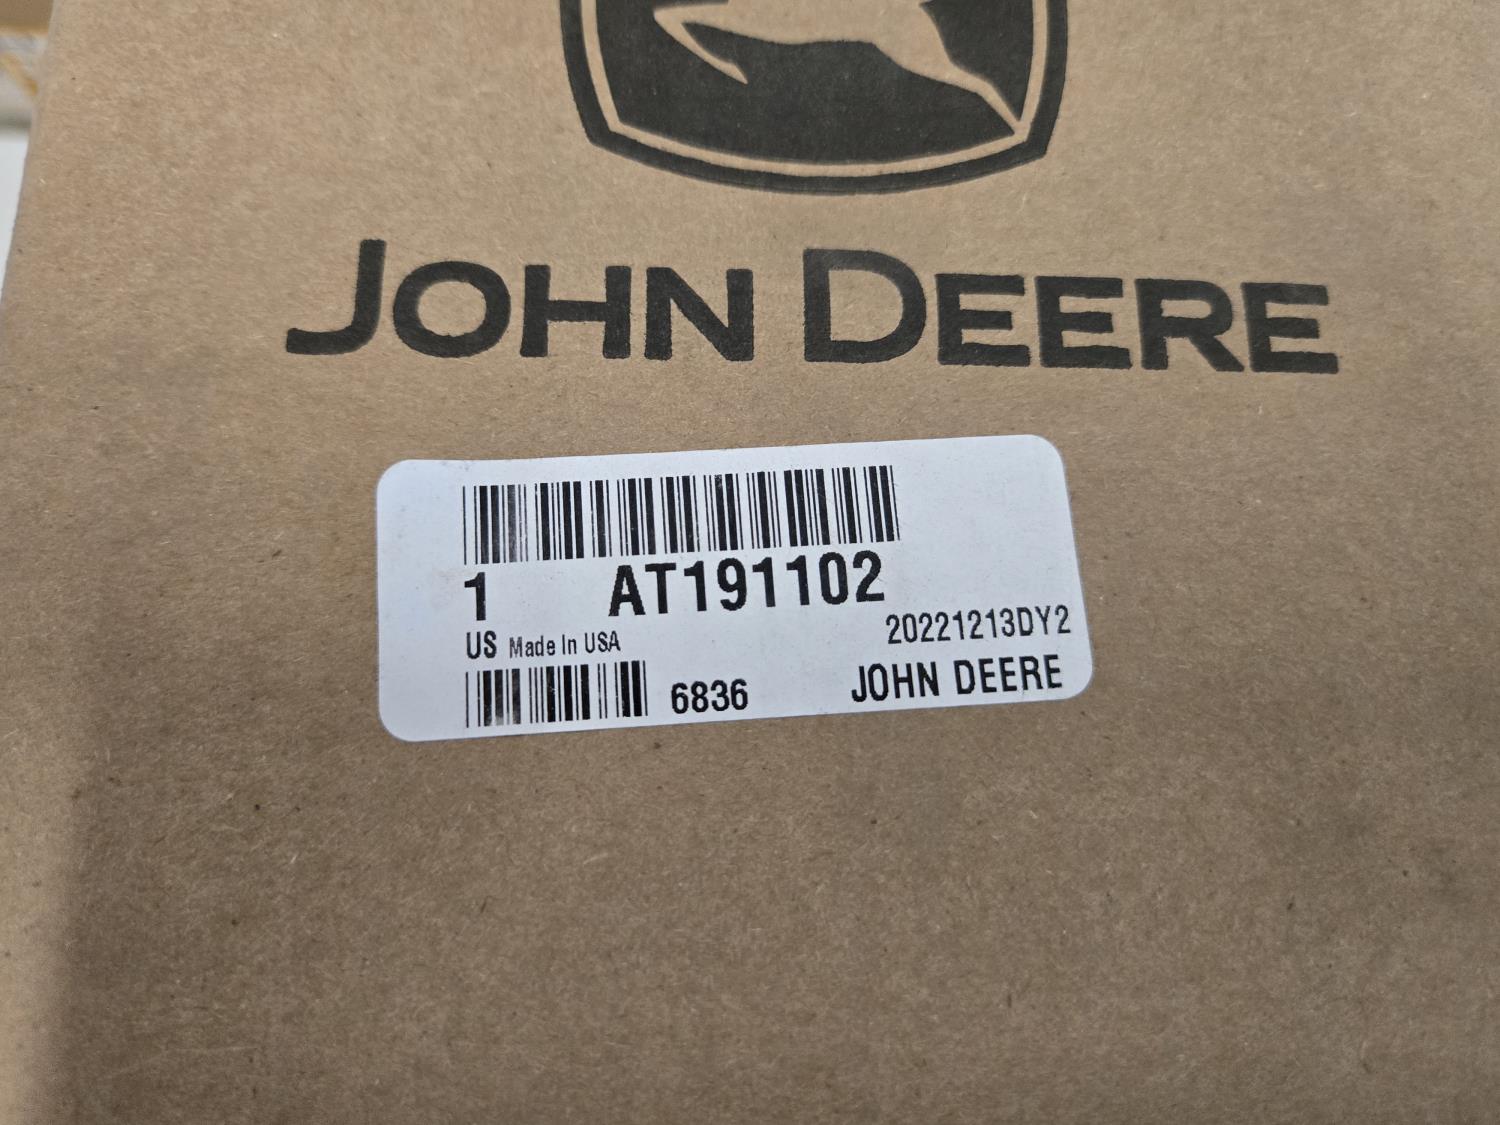 JOHN DEERE
1 AT191102
20221213DY2
US Made In USA
6836 JOHN DEERE